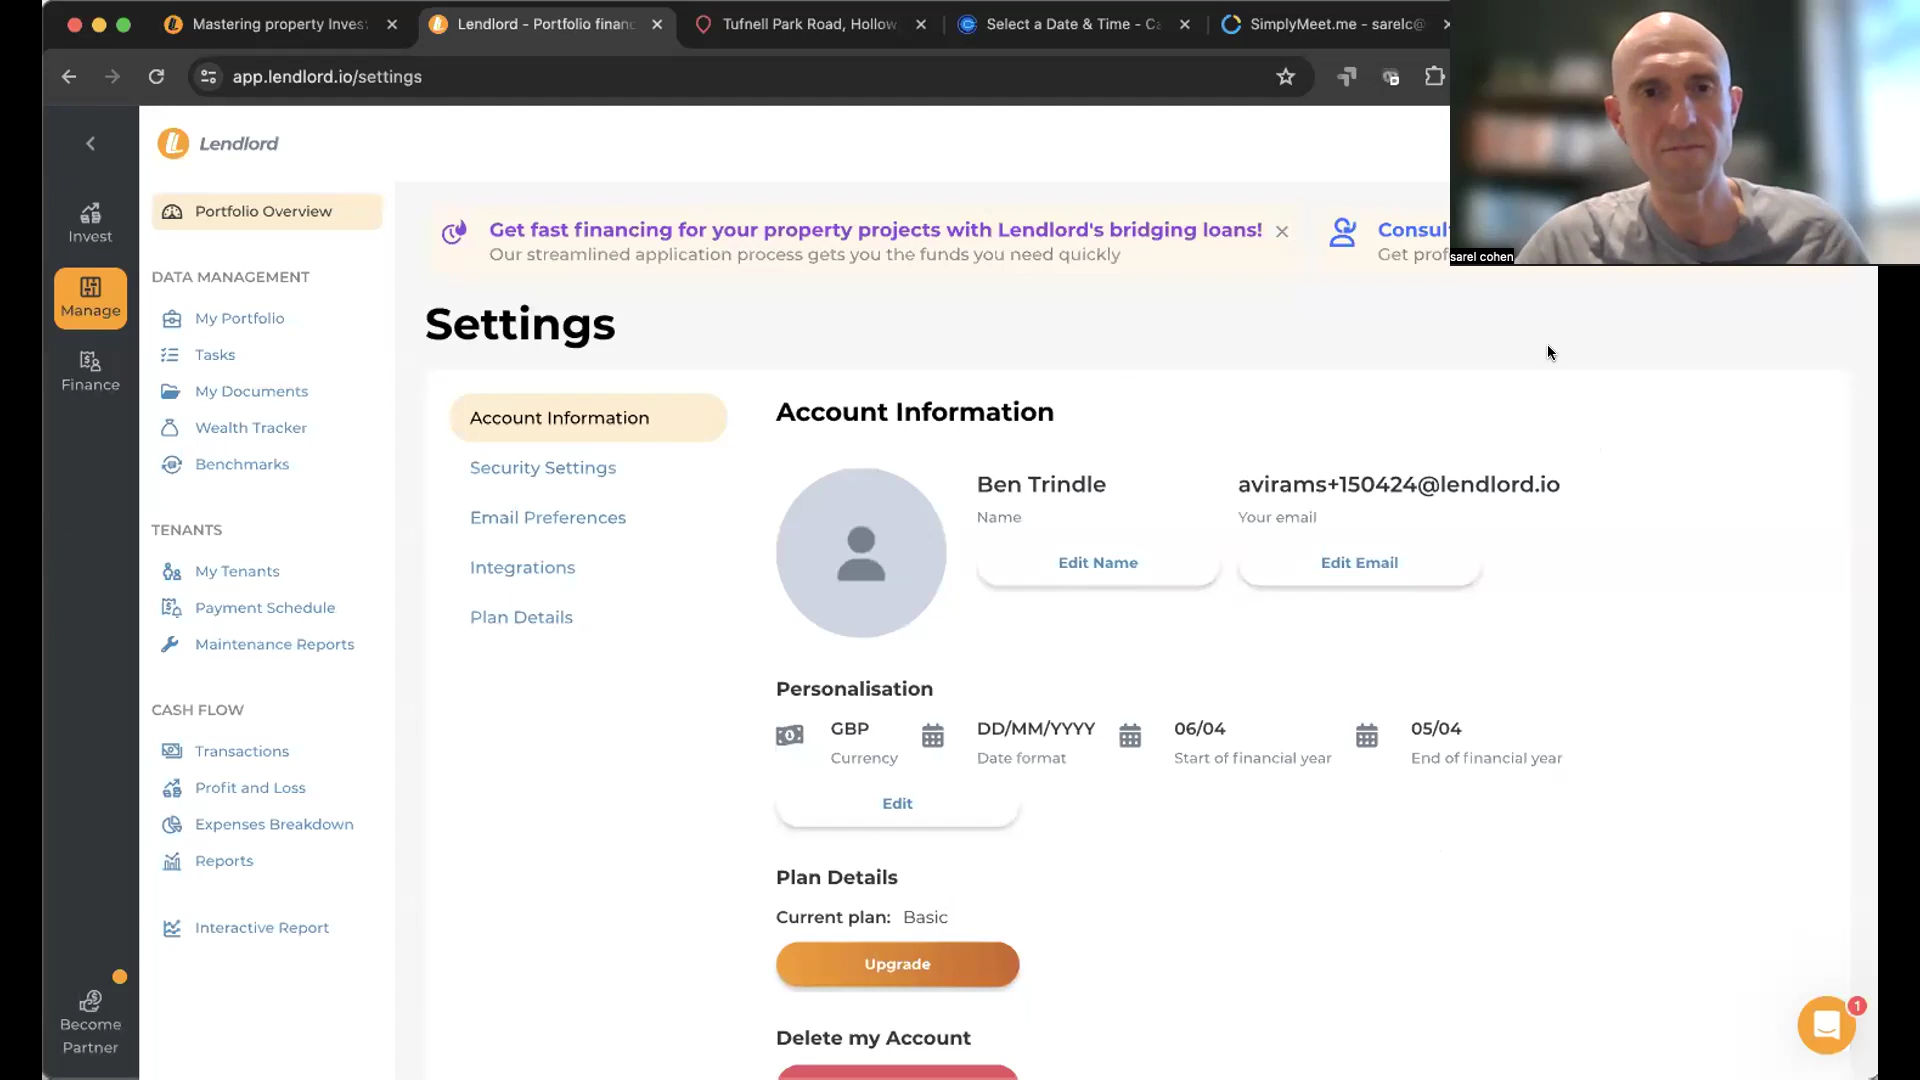 Mastering property Inves
Lendlord - Portfolio financ
Tufnell Park Road, Hollow
Select a Date & Time - Ca
SimplyMeet.me - sarelc@
app.lendlord.io/settings
Lendlord
Invest
Manage
Finance
Become
Partner
Portfolio Overview
DATA MANAGEMENT
My Portfolio
Tasks
My Documents
Wealth Tracker
Benchmarks
TENANTS
My Tenants
Payment Schedule
Maintenance Reports
CASH FLOW
Transactions
Profit and Loss
Expenses Breakdown
Reports
Interactive Report
Get fast financing for your property projects with Lendlord's bridging loans!
Our streamlined application process gets you the funds you need quickly
Consul
Get prof
sarel cohen
Settings
Account Information
Security Settings
Email Preferences
Integrations
Plan Details
Account Information
Ben Trindle
Name
Edit Name
avirams+150424@lendlord.io
Your email
Edit Email
Personalisation
GBP
Currency
DD/MM/YYYY
Date format
06/04
Start of financial year
05/04
End of financial year
Edit
Plan Details
Current plan: Basic
Upgrade
Delete my Account
1